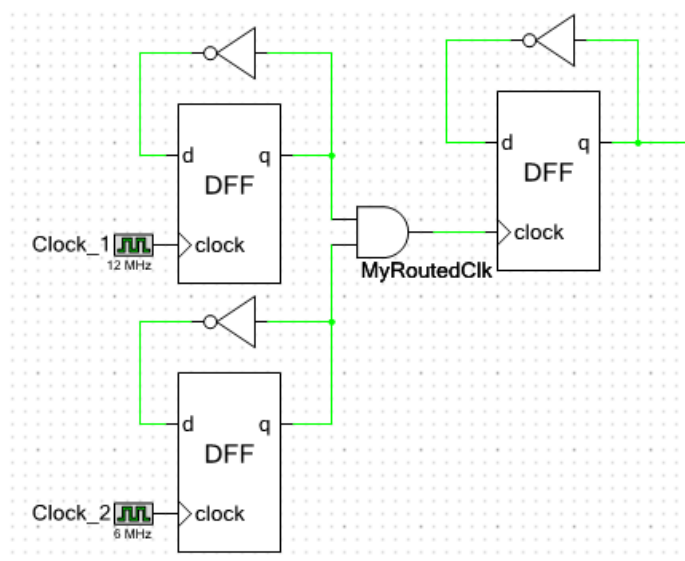 d
q
DFF
Clock_1
clock
12 MHz
d
q
DFF
clock
MyRoutedClk
d
q
DFF
Clock_2
clock
6 MHz